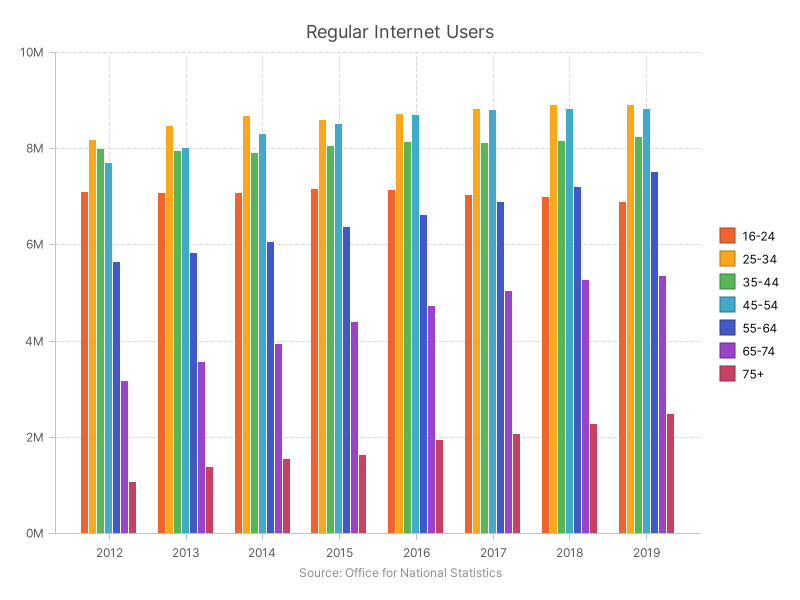 Regular Internet Users
10M
8M
6M
4M
2M
0M
2012 2013 2014 2015 2016 2017 2018 2019
Source: Office for National Statistics
16-24
25-34
35-44
45-54
55-64
65-74
75+